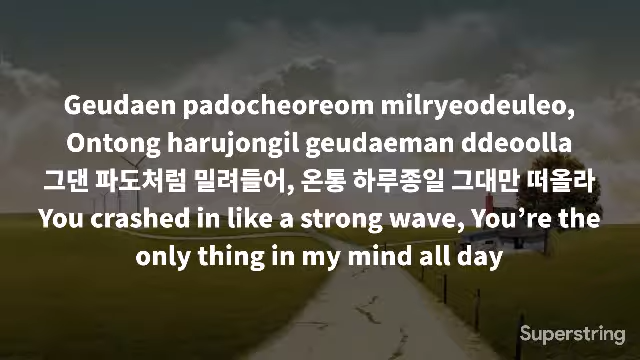 Geudaen padocheoreom milryeodeuleo,
Ontong harujongil geudaeman ddeoolla
그댄 파도처럼 밀려들어, 온통 하루종일 그대만 떠올라
You crashed in like a strong wave, You’re the
only thing in my mind all day
Superstring